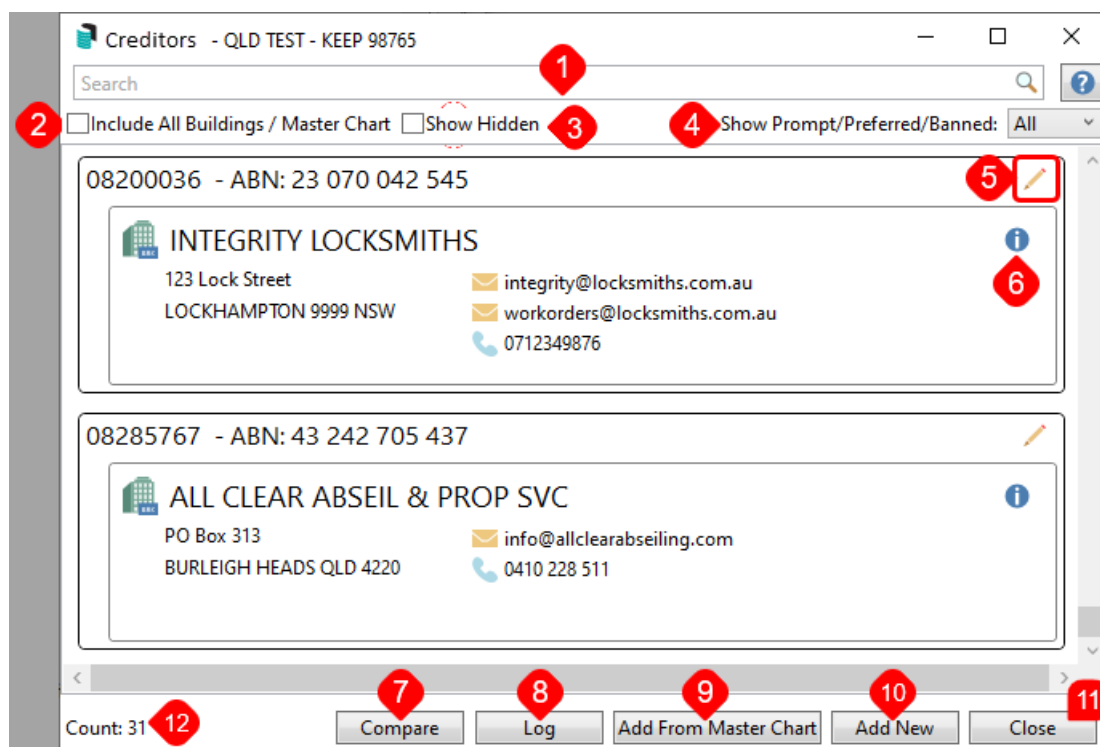 Creditors - QLD TEST - KEEP 98765
1
Search
?
2 Include All Buildings / Master Chart Show Hidden 3 4 Show Prompt/Preferred/Banned: All
08200036 - ABN: 23 070 042 545 5
INTEGRITY LOCKSMITHS
6
123 Lock Street integrity@locksmiths.com.au
LOCKHAMPTON 9999 NSW workorders@locksmiths.com.au
0712349876
08285767 - ABN: 43 242 705 437
ALL CLEAR ABSEIL & PROP SVC
PO Box 313 info@allclearabseiling.com
BURLEIGH HEADS QLD 4220 0410 228 511
7 8 9 10 11
Count: 31 12 Compare Log Add From Master Chart Add New Close